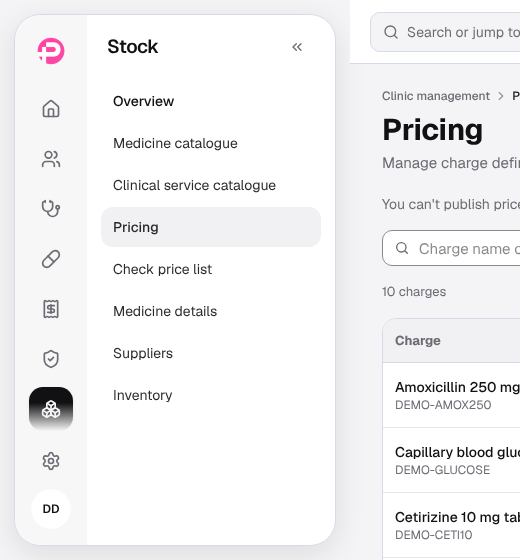 Stock
Overview
Medicine catalogue
Clinical service catalogue
Pricing
Check price list
Medicine details
Suppliers
Inventory
DD
Search or jump to
Clinic management > P
Pricing
Manage charge defi
You can't publish price
Charge name o
10 charges
Charge
Amoxicillin 250 mg
DEMO-AMOX250
Capillary blood gluc
DEMO-GLUCOSE
Cetirizine 10 mg tab
DEMO-CETI10